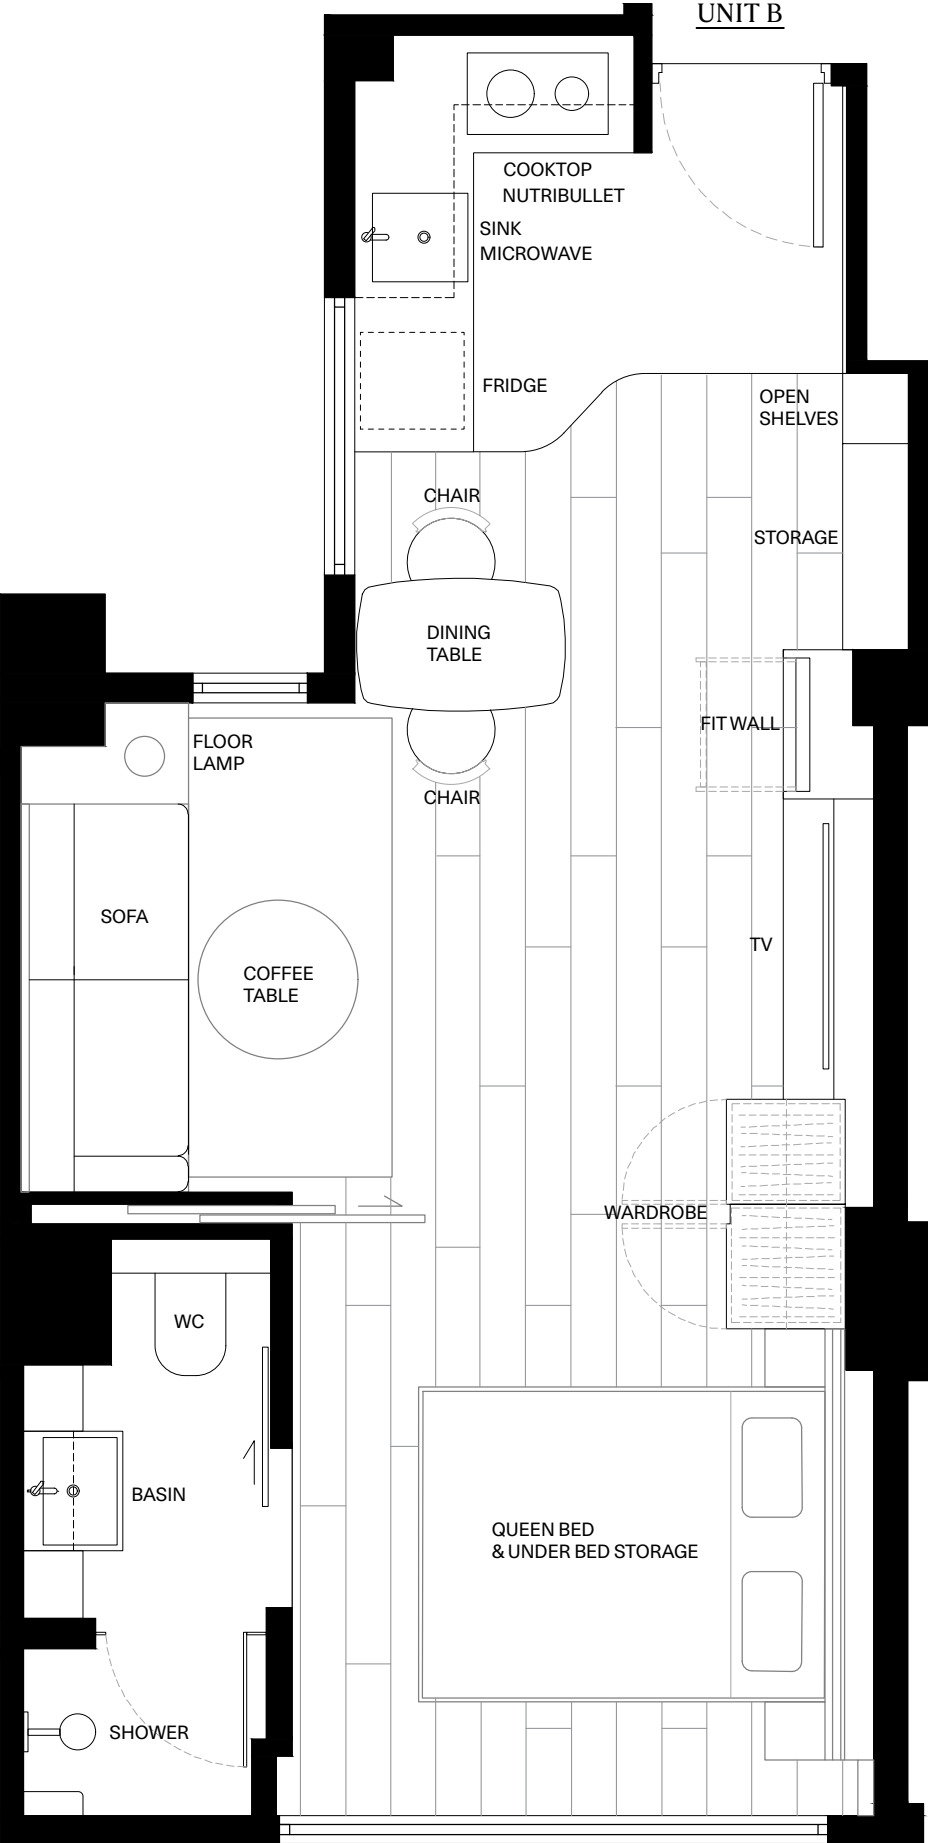 UNIT B
COOKTOP
NUTRIBULLET
SINK
MICROWAVE
FRIDGE
OPEN
SHELVES
CHAIR
STORAGE
DINING
TABLE
FIT WALL
FLOOR
LAMP
CHAIR
SOFA
TV
COFFEE
TABLE
WARDROBE
WC
BASIN
QUEEN BED
& UNDER BED STORAGE
SHOWER